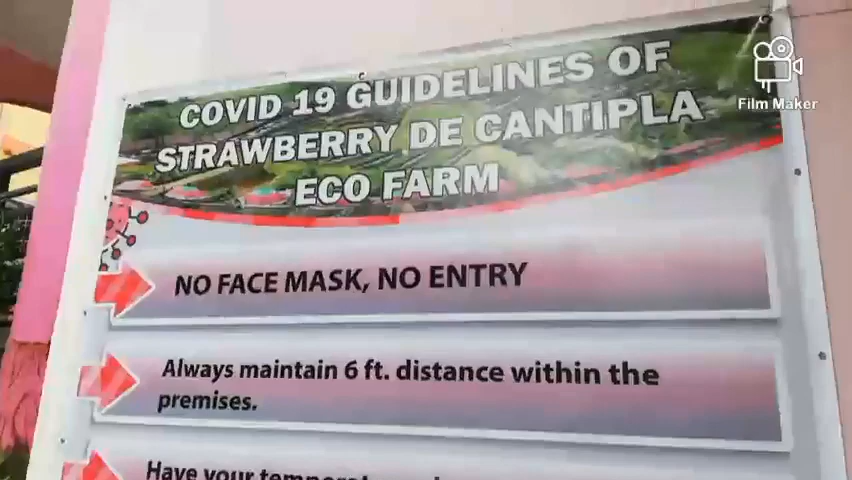 Film Maker
COVID 19 GUIDELINES OF
STRAWBERRY DE CANTIPLA
ECO FARM
NO FACE MASK, NO ENTRY
Always maintain 6 ft. distance within the
premises.
Have your